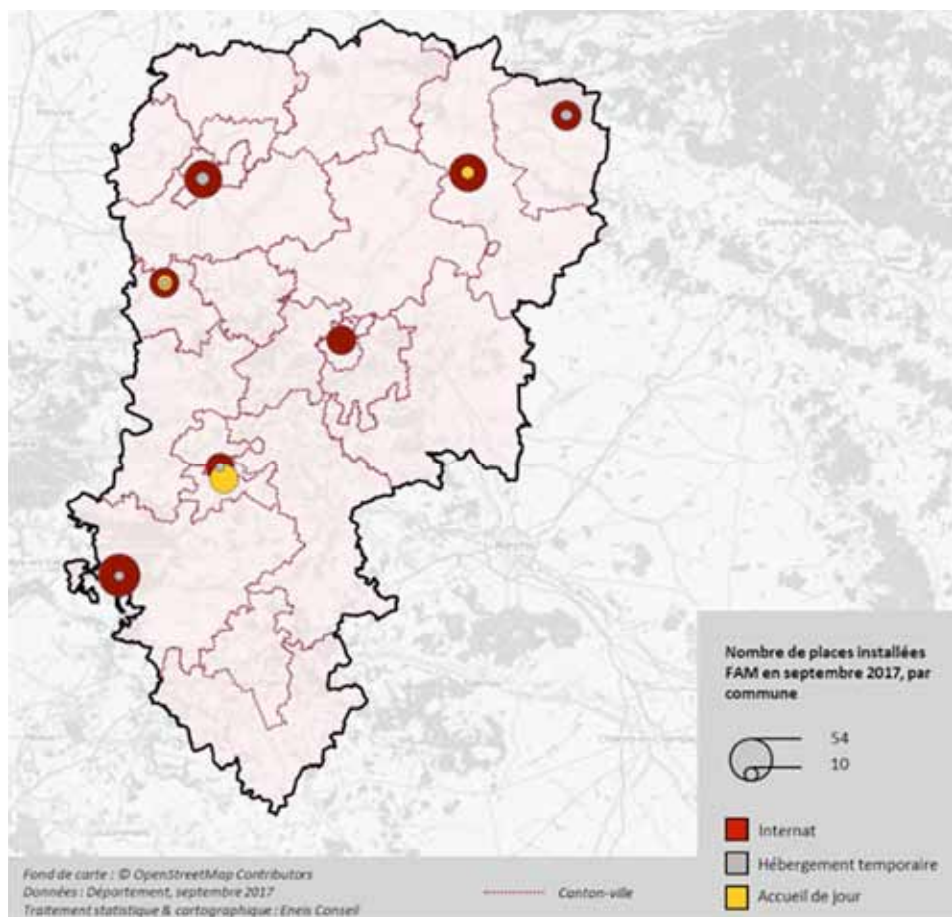 Nombre de places installées
FAM en septembre 2017, par
commune
54
10
Internat
Hébergement temporaire
Accueil de jour
Fond de carte : © OpenStreetMap Contributors
Données : Département, septembre 2017
Traitement statistique & cartographique : Eneis Conseil
Canton-ville